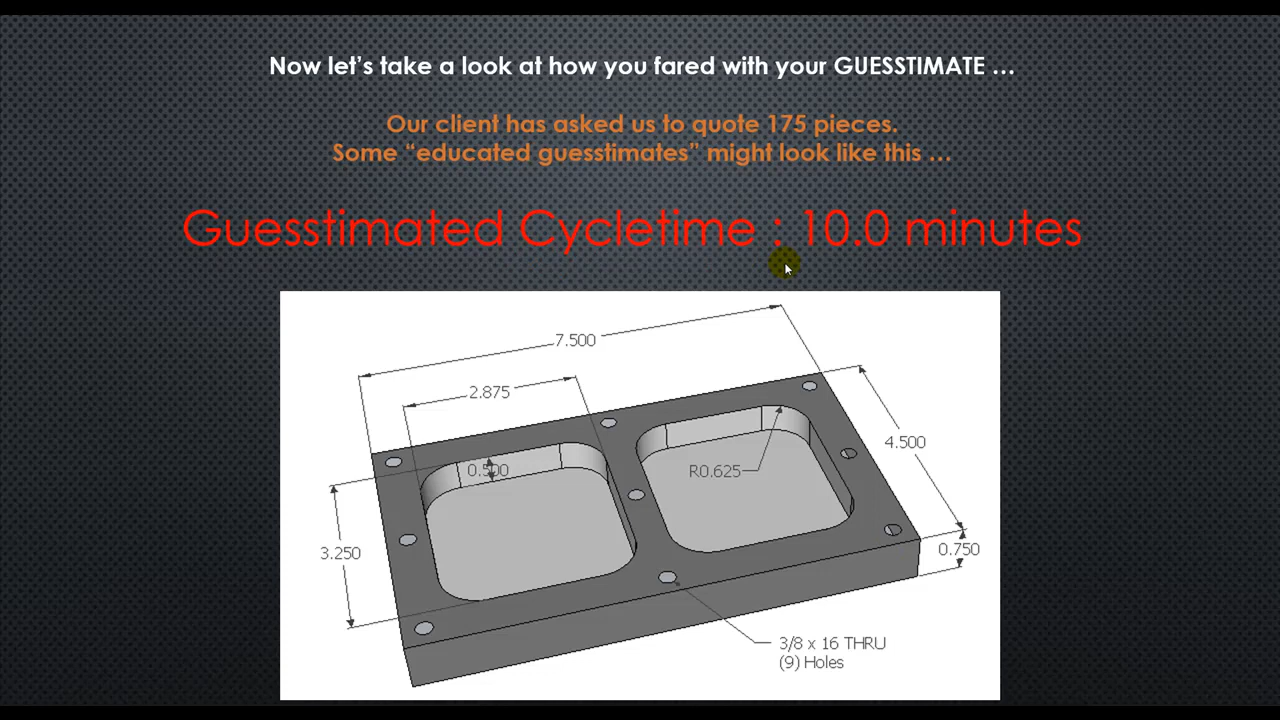 Now let's take a look at how you fared with your GUESSTIMATE ...
Our client has asked us to quote 175 pieces.
Some “educated guesstimates” might look like this ...
Guesstimated Cycletime : 10.0 minutes
7.500
2.875
0.500
R0.625
4.500
3.250
0.750
3/8 x 16 THRU
(9) Holes